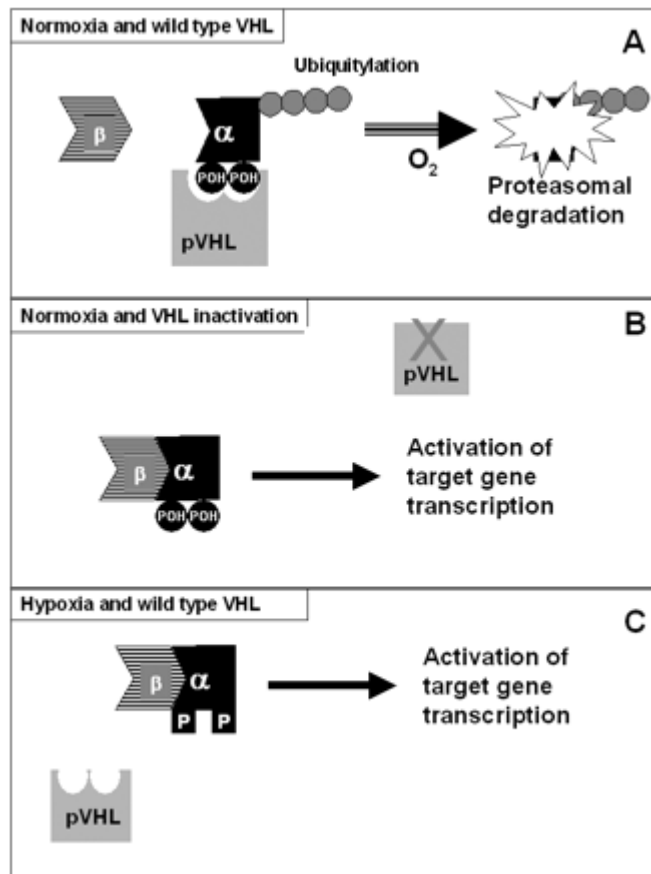 Normoxia and wild type VHL
A
Ubiquitylation
β
α
O2
POH POH
pVHL
Proteasomal
degradation
Normoxia and VHL inactivation
B
X
pVHL
β
α
Activation of
target gene
transcription
POH POH
Hypoxia and wild type VHL
C
β
α
Activation of
target gene
transcription
P P
pVHL